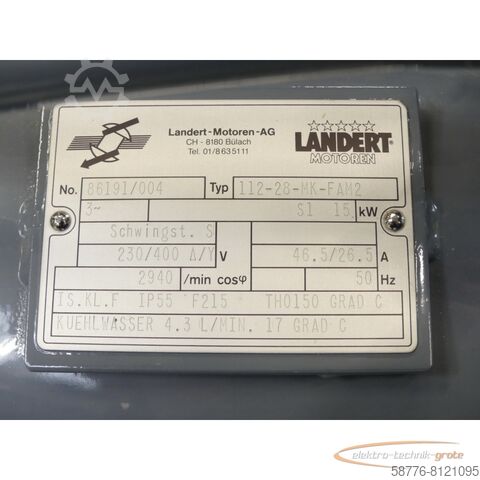 Landert-Motoren-AG
CH - 8180 Bülach
Tel. 01/8635111
LANDERT®
MOTOREN
No. 86191/004 Typ 112-28-MK-FAM2
3~ S1 15 kW
Schwingst. S
230/400 Δ/Y V 46.5/26.5 A
2940 /min cosφ 50 Hz
IS.KL.F IP55 F215 TH0150 GRAD C
KUEHLWASSER 4.3 L/MIN. 17 GRAD C
elektro-technik-grote
58776-8121095